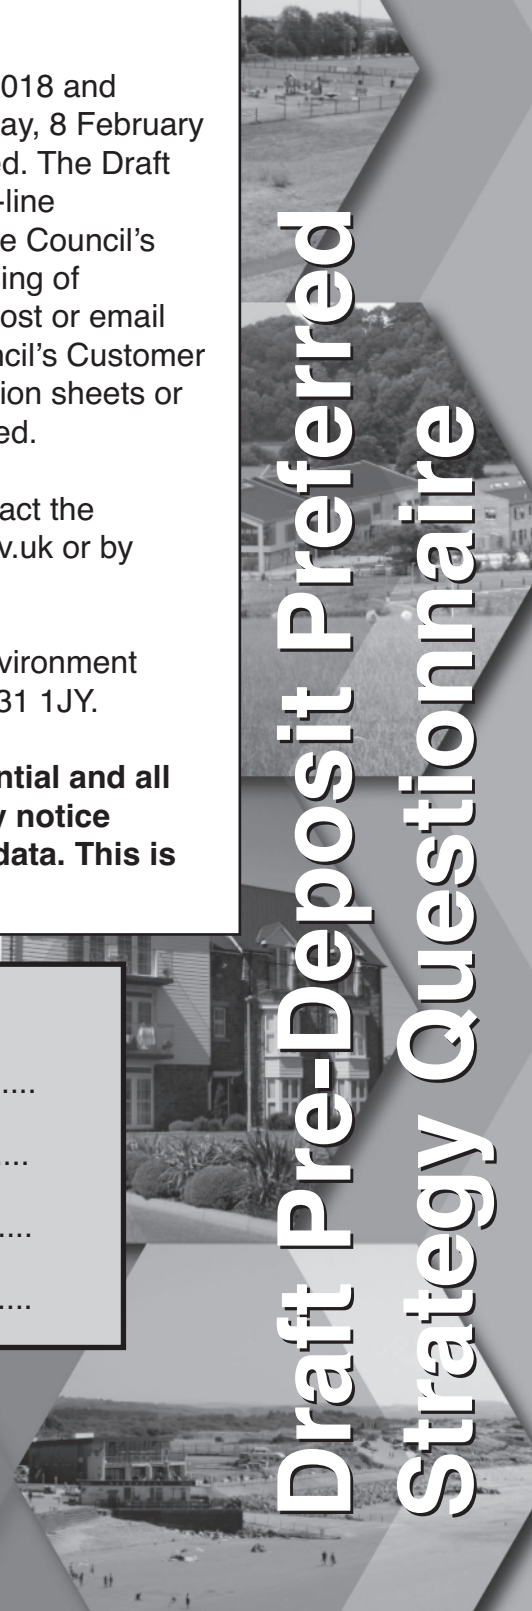 018 and
ay, 8 February
ed. The Draft
-line
e Council's
ing of
ost or email
ncil's Customer
ion sheets or
ed.
act the
v.uk or by
vironment
31 1JY.
ntial and all
y notice
data. This is
....
....
....
....
Draft Pre-Deposit Preferred
Strategy Questionnaire